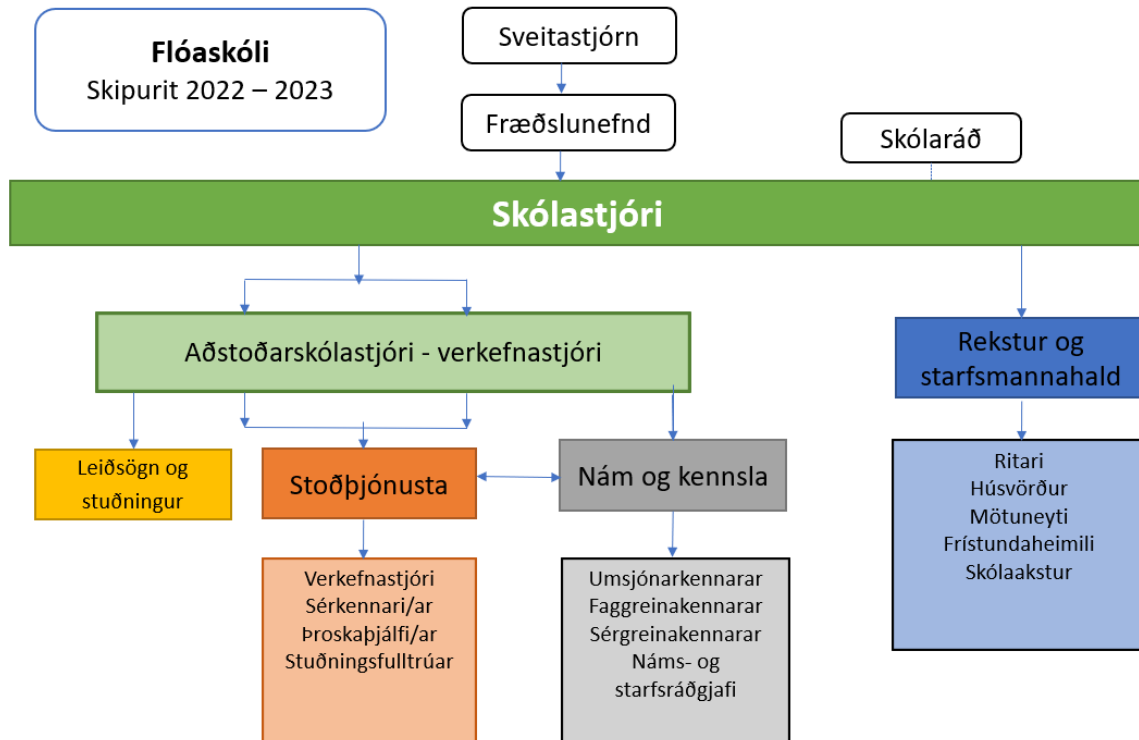 Flóaskóli
Skipurit 2022 – 2023
Sveitastjórn
Fræðslunefnd
Skólaráð
Skólastjóri
Aðstoðarskólastjóri - verkefnastjóri
Rekstur og
starfsmannahald
Leiðsögn og
stuðningur
Stoðþjónusta
Nám og kennsla
Ritari
Húsvörður
Mötuneyti
Frístundaheimili
Skólaakstur
Verkefnastjóri
Sérkennari/ar
Þroskaþjálfi/ar
Stuðningsfulltrúar
Umsjónarkennarar
Faggreinakennarar
Sérgreinakennarar
Náms- og
starfsráðgjafi